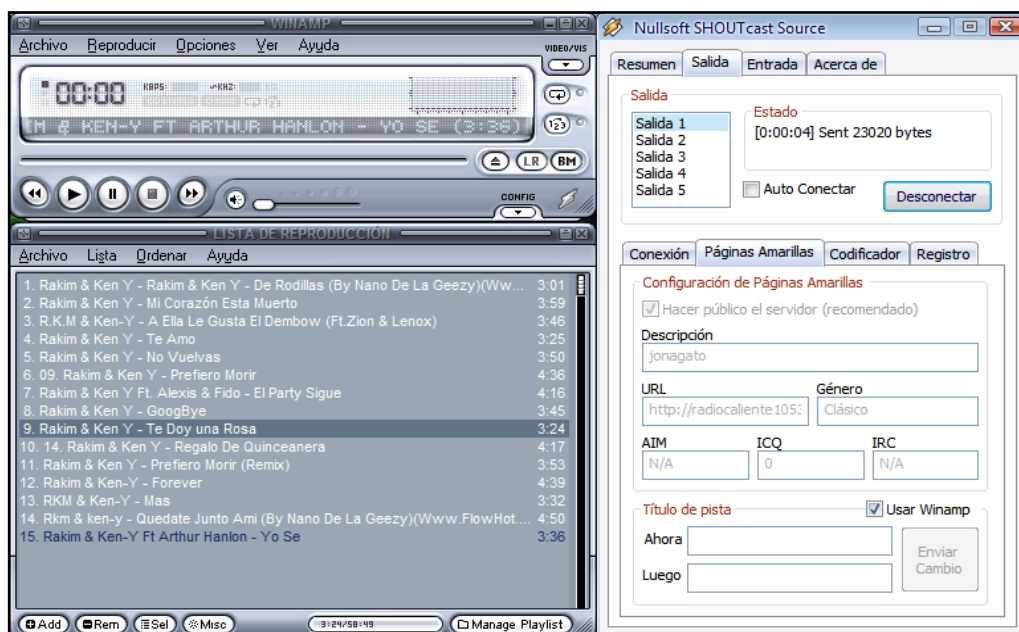 WINAMP
Archivo Reproducir Opciones Ver Ayuda
VIDEO/VIS
00:00 KBPS: KHZ:
IM & KEN-Y FT ARTHUR HANLON - YO SE (3:36)
LR BM
CONFIG
LISTA DE REPRODUCCIÓN
Archivo Lista Ordenar Ayuda
1. Rakim & Ken Y - Rakim & Ken Y - De Rodillas (By Nano De La Geezy)(Ww... 3:01
2. Rakim & Ken Y - Mi Corazón Esta Muerto 3:59
3. R.K.M & Ken-Y - A Ella Le Gusta El Dembow (Ft.Zion & Lenox) 3:46
4. Rakim & Ken Y - Te Amo 3:25
5. Rakim & Ken Y - No Vuelvas 3:50
6. 09. Rakim & Ken Y - Prefiero Morir 4:36
7. Rakim & Ken Y Ft. Alexis & Fido - El Party Sigue 4:16
8. Rakim & Ken Y - GoogBye 3:45
9. Rakim & Ken Y - Te Doy una Rosa 3:24
10. 14. Rakim & Ken Y - Regalo De Quinceanera 4:17
11. Rakim & Ken Y - Prefiero Morir (Remix) 3:53
12. Rakim & Ken Y - Forever 4:39
13. RKM & Ken-Y - Mas 3:32
14. Rkm & ken-y - Quedate Junto Ami (By Nano De La Geezy)(Www.FlowHot.... 4:50
15. Rakim & Ken-Y Ft Arthur Hanlon - Yo Se 3:36
Add Rem Sel Misc 3:24/58:49 Manage Playlist
Nullsoft SHOUTcast Source
Resumen Salida Entrada Acerca de
Salida
Salida 1
Salida 2
Salida 3
Salida 4
Salida 5
Estado
[0:00:04] Sent 23020 bytes
Auto Conectar Desconectar
Conexión Páginas Amarillas Codificador Registro
Configuración de Páginas Amarillas
Hacer público el servidor (recomendado)
Descripción
jonagato
URL Género
http://radiocaliente1053 Clásico
AIM ICQ IRC
N/A 0 N/A
Título de pista Usar Winamp
Ahora
Luego
Enviar
Cambio